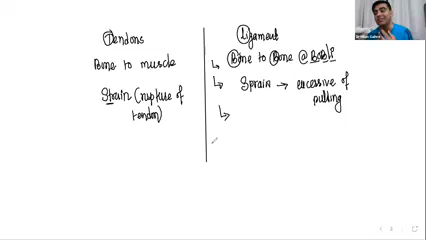 Tendons
Bone to muscle
Strain (rupture of
tendon)
Ligament
Bone to Bone @
Sprain → excessive of
pulling